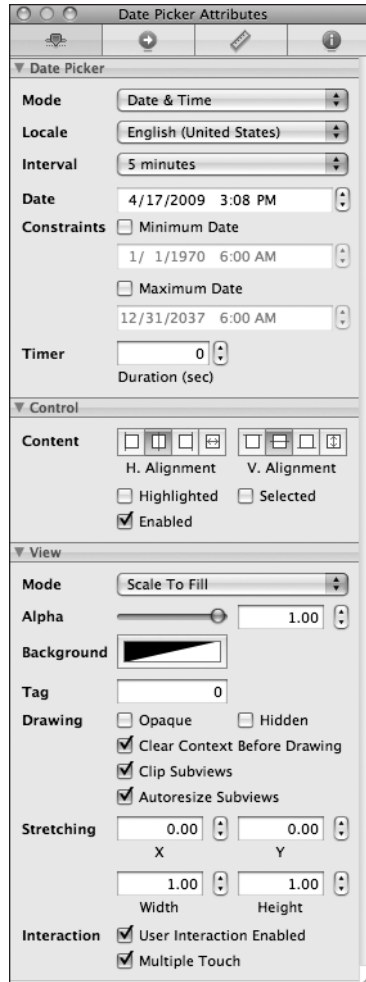 Date Picker Attributes
Date Picker
Mode Date & Time
Locale English (United States)
Interval 5 minutes
Date 4/17/2009 3:08 PM
Constraints Minimum Date
1/ 1/1970 6:00 AM
Maximum Date
12/31/2037 6:00 AM
Timer 0
Duration (sec)
Control
Content
H. Alignment V. Alignment
Highlighted Selected
Enabled
View
Mode Scale To Fill
Alpha 1.00
Background
Tag 0
Drawing Opaque Hidden
Clear Context Before Drawing
Clip Subviews
Autoresize Subviews
Stretching 0.00 0.00
X Y
1.00 1.00
Width Height
Interaction User Interaction Enabled
Multiple Touch